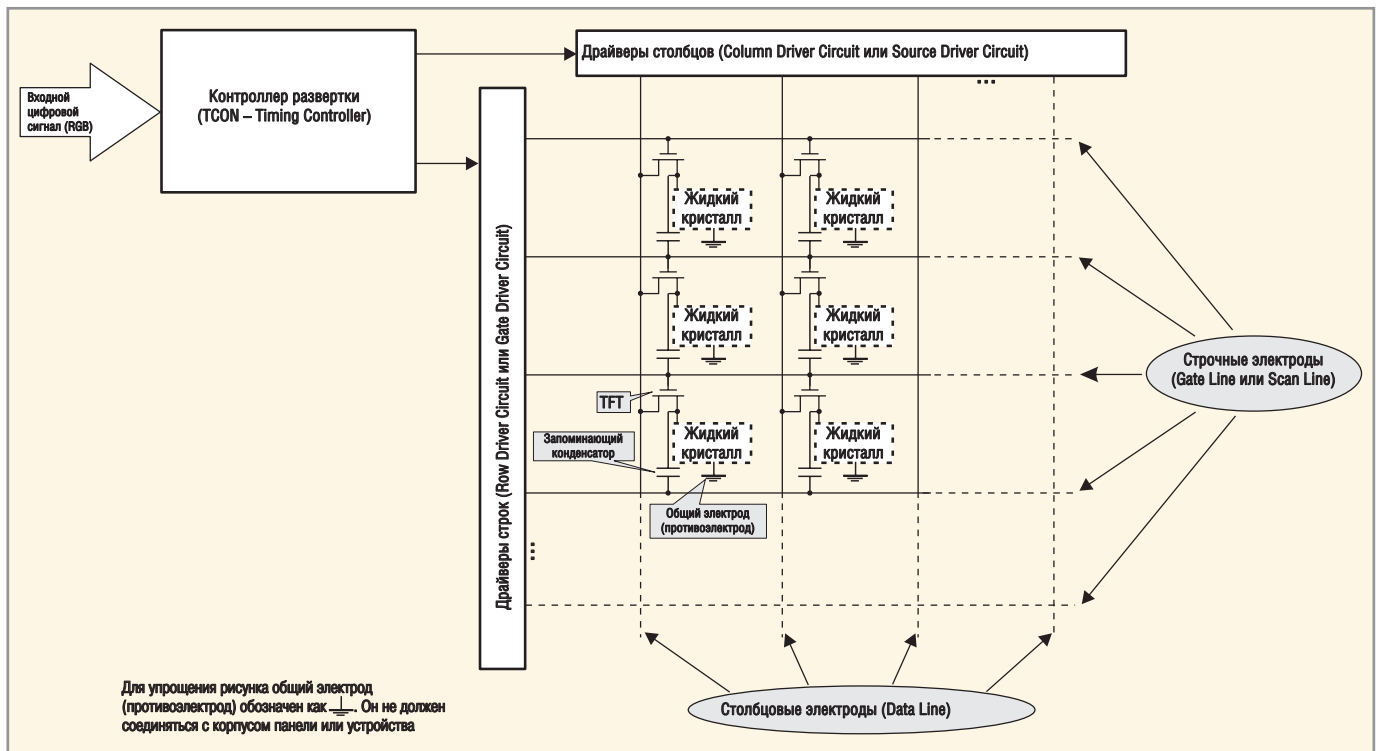 Входной
цифровой
сигнал (RGB)
Контроллер развертки
(TCON – Timing Controller)
Драйверы столбцов (Column Driver Circuit или Source Driver Circuit)
...
Драйверы строк (Row Driver Circuit или Gate Driver Circuit)
...
Жидкий
кристалл
Жидкий
кристалл
Жидкий
кристалл
Жидкий
кристалл
TFT
Запоминающий
конденсатор
Жидкий
кристалл
Жидкий
кристалл
Общий электрод
(противоэлектрод)
Строчные электроды
(Gate Line или Scan Line)
Столбцовые электроды (Data Line)
Для упрощения рисунка общий электрод
(противоэлектрод) обозначен как . Он не должен
соединяться с корпусом панели или устройства